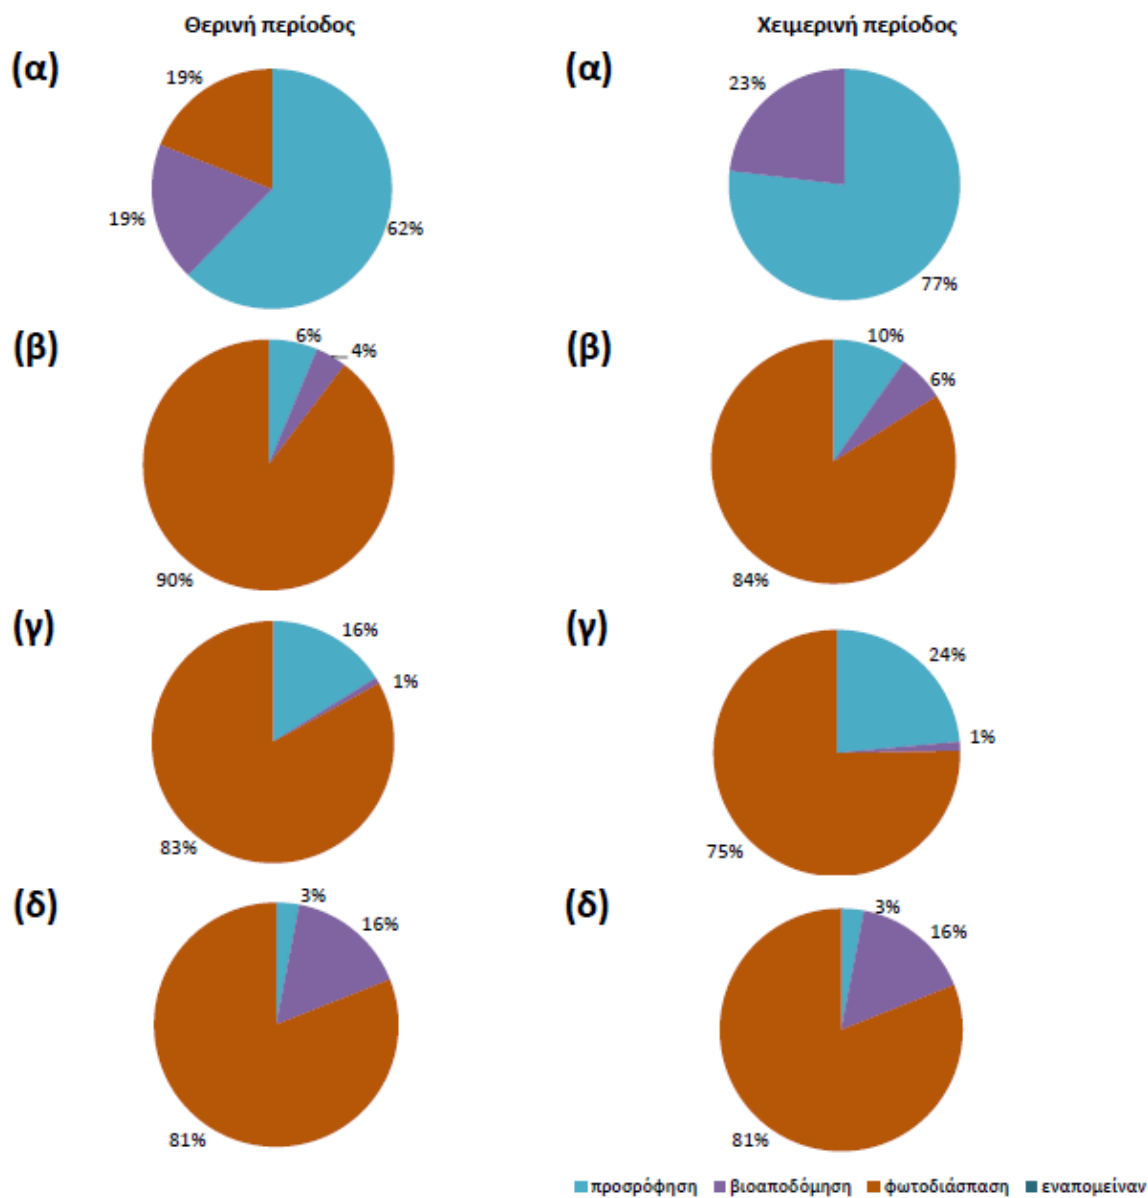 Θερινή περίοδος
Χειμερινή περίοδος
(α)
19%
19%
62%
(α)
23%
77%
(β)
6%
4%
90%
(β)
10%
6%
84%
(γ)
16%
1%
83%
(γ)
24%
1%
75%
(δ)
3%
16%
81%
(δ)
3%
16%
81%
προσρόφηση βιοαποδόμηση φωτοδιάσπαση εναπομείναν